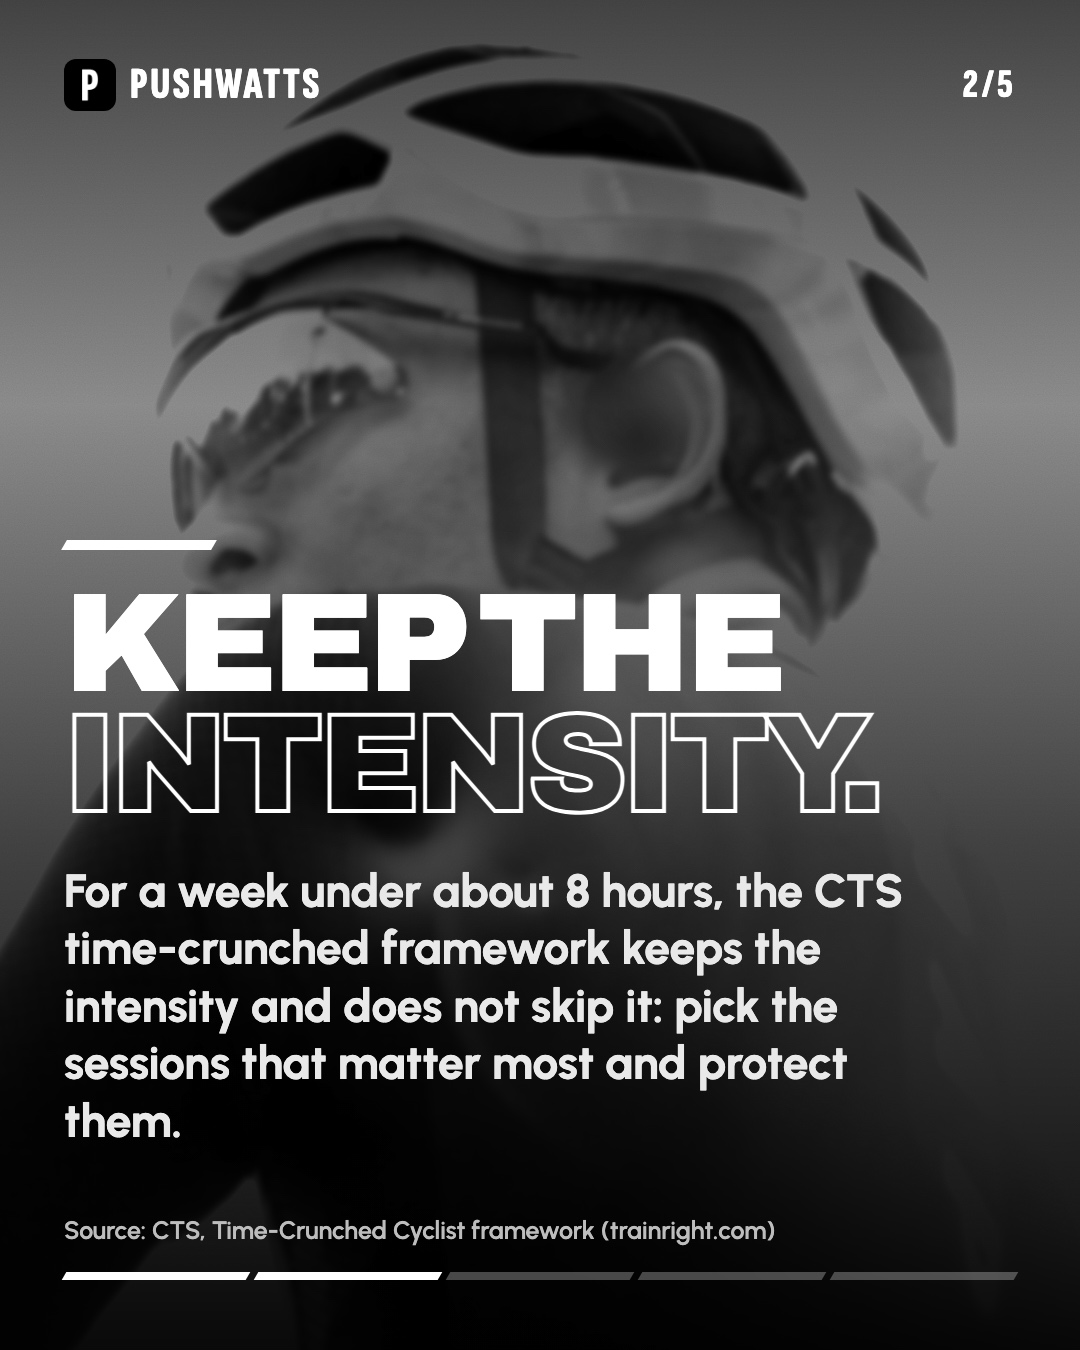 P PUSHWATTS
2/5
KEEP THE
INTENSITY.
For a week under about 8 hours, the CTS
time-crunched framework keeps the
intensity and does not skip it: pick the
sessions that matter most and protect
them.
Source: CTS, Time-Crunched Cyclist framework (trainright.com)